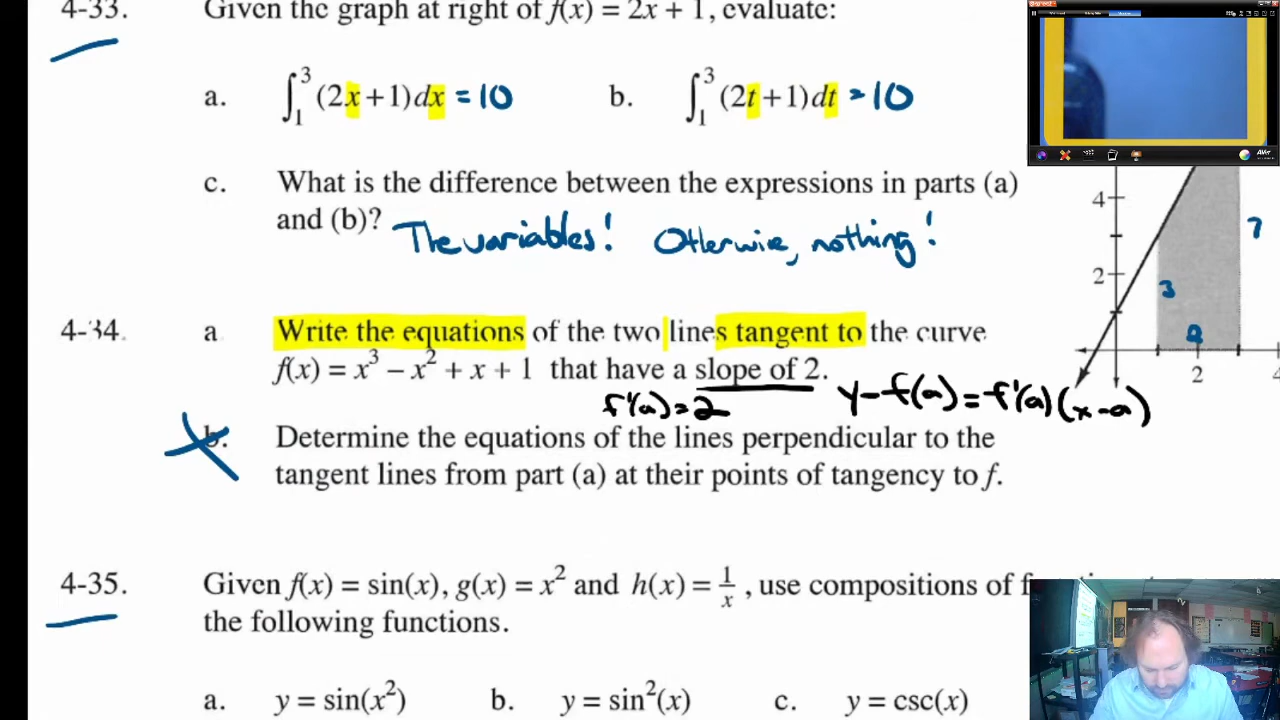 4-33. Given the graph at right of f(x) = 2x + 1, evaluate:
a. ∫₁³ (2x+1)dx = 10 b. ∫₁³ (2t+1)dt = 10
c. What is the difference between the expressions in parts (a)
and (b)? The variables! Otherwise, nothing!
4
2
3
7
2
2
4
4-34. a Write the equations of the two lines tangent to the curve
f(x) = x³ − x² + x + 1 that have a slope of 2.
f'(a)=2 y-f(a)=f'(a)(x-a)
b. Determine the equations of the lines perpendicular to the
tangent lines from part (a) at their points of tangency to f.
4-35. Given f(x) = sin(x), g(x) = x² and h(x) = 1/x, use compositions of f
the following functions.
a. y = sin(x²) b. y = sin²(x) c. y = csc(x)